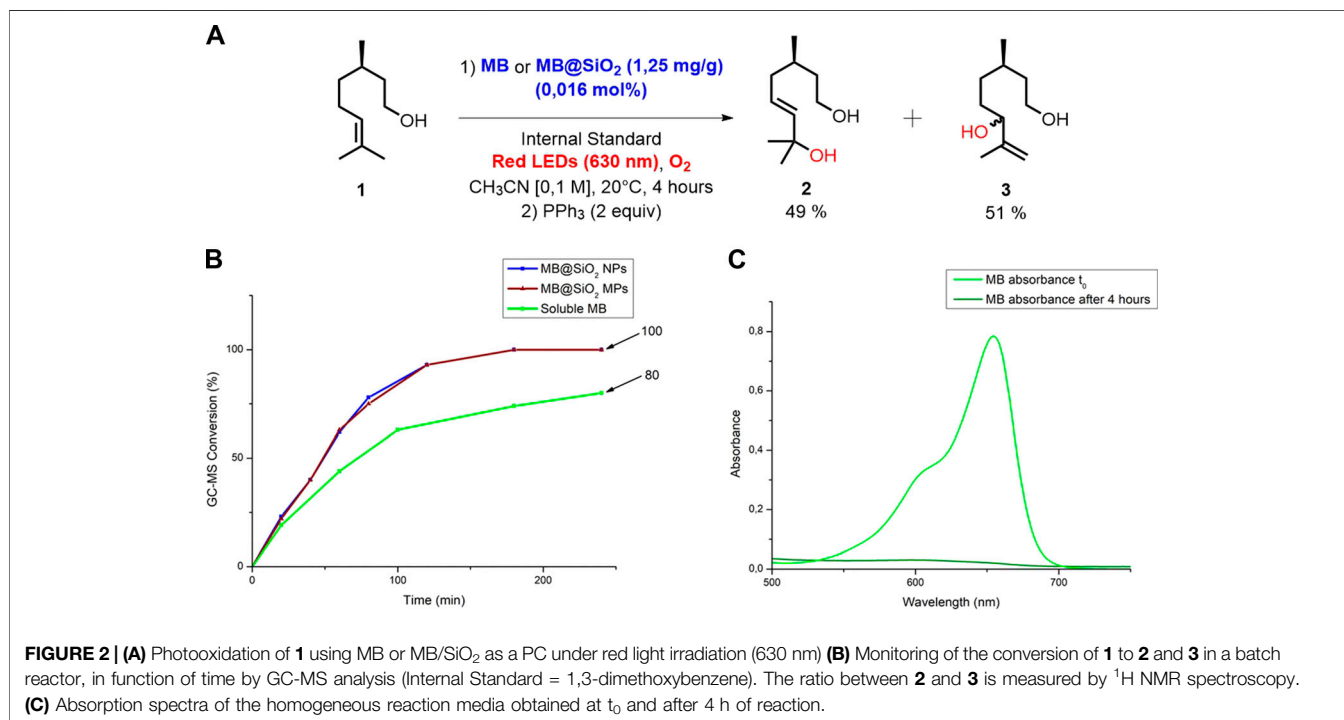 A
1) MB or MB@SiO₂ (1,25 mg/g)
(0,016 mol%)
Internal Standard
Red LEDs (630 nm), O₂
CH₃CN [0,1 M], 20°C, 4 hours
2) PPh₃ (2 equiv)
OH
1
+
OH
OH
2
49 %
HO
OH
3
51 %
B
MB@SiO₂ NPs
MB@SiO₂ MPs
Soluble MB
100
80
GC-MS Conversion (%)
100
50
0
0
100
200
Time (min)
C
MB absorbance t₀
MB absorbance after 4 hours
Absorbance
0,8
0,6
0,4
0,2
0,0
500
600
700
Wavelength (nm)
FIGURE 2 | (A) Photooxidation of 1 using MB or MB/SiO₂ as a PC under red light irradiation (630 nm) (B) Monitoring of the conversion of 1 to 2 and 3 in a batch
reactor, in function of time by GC-MS analysis (Internal Standard = 1,3-dimethoxybenzene). The ratio between 2 and 3 is measured by ¹H NMR spectroscopy.
(C) Absorption spectra of the homogeneous reaction media obtained at t₀ and after 4 h of reaction.